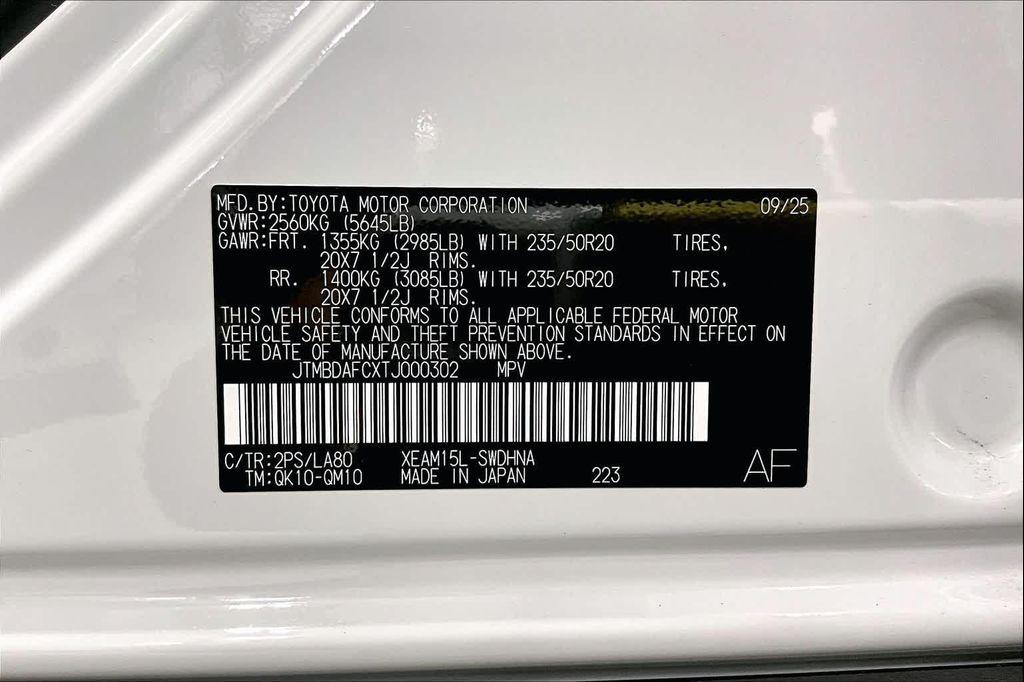 MFD.BY:TOYOTA MOTOR CORPORATION 09/25
GVWR:2560KG (5645LB)
GAWR:FRT. 1355KG (2985LB) WITH 235/50R20 TIRES,
20X7 1/2J RIMS.
RR. 1400KG (3085LB) WITH 235/50R20 TIRES,
20X7 1/2J RIMS.
THIS VEHICLE CONFORMS TO ALL APPLICABLE FEDERAL MOTOR
VEHICLE SAFETY AND THEFT PREVENTION STANDARDS IN EFFECT ON
THE DATE OF MANUFACTURE SHOWN ABOVE.
JTMBDAFCXTJ000302 MPV
C/TR:2PS/LA80 XEAM15L-SWDHNA
TM:QK10-QM10 MADE IN JAPAN 223 AF